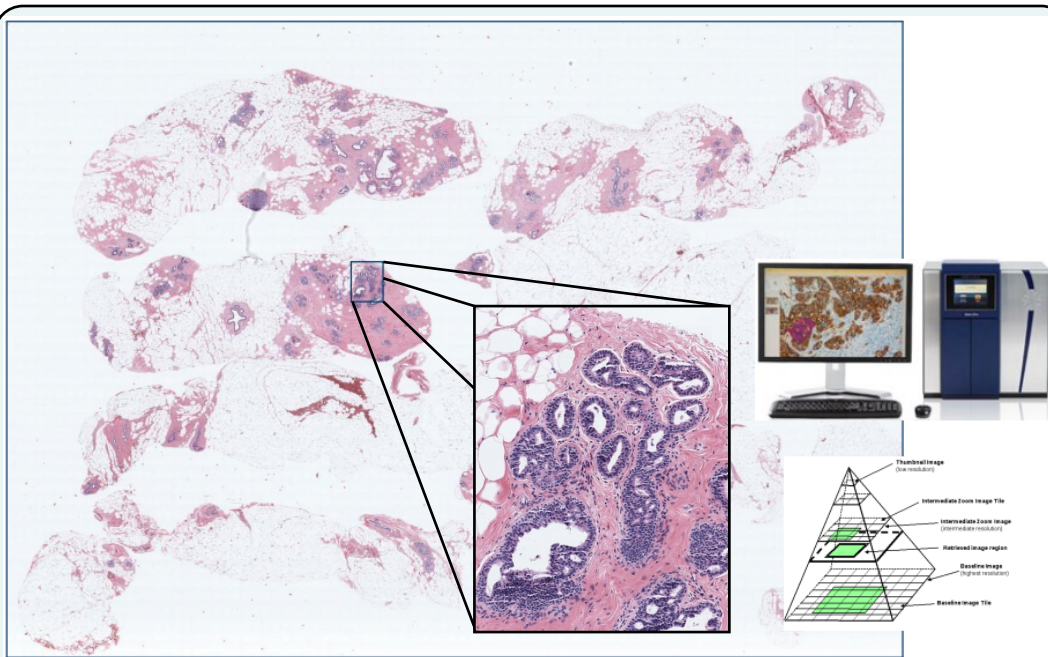 Thumbnail Image
(low resolution)
Intermediate Zoom Image Tile
Intermediate Zoom Image
(intermediate resolution)
Retrieved Image region
Baseline Image
(highest resolution)
Baseline Image Tile